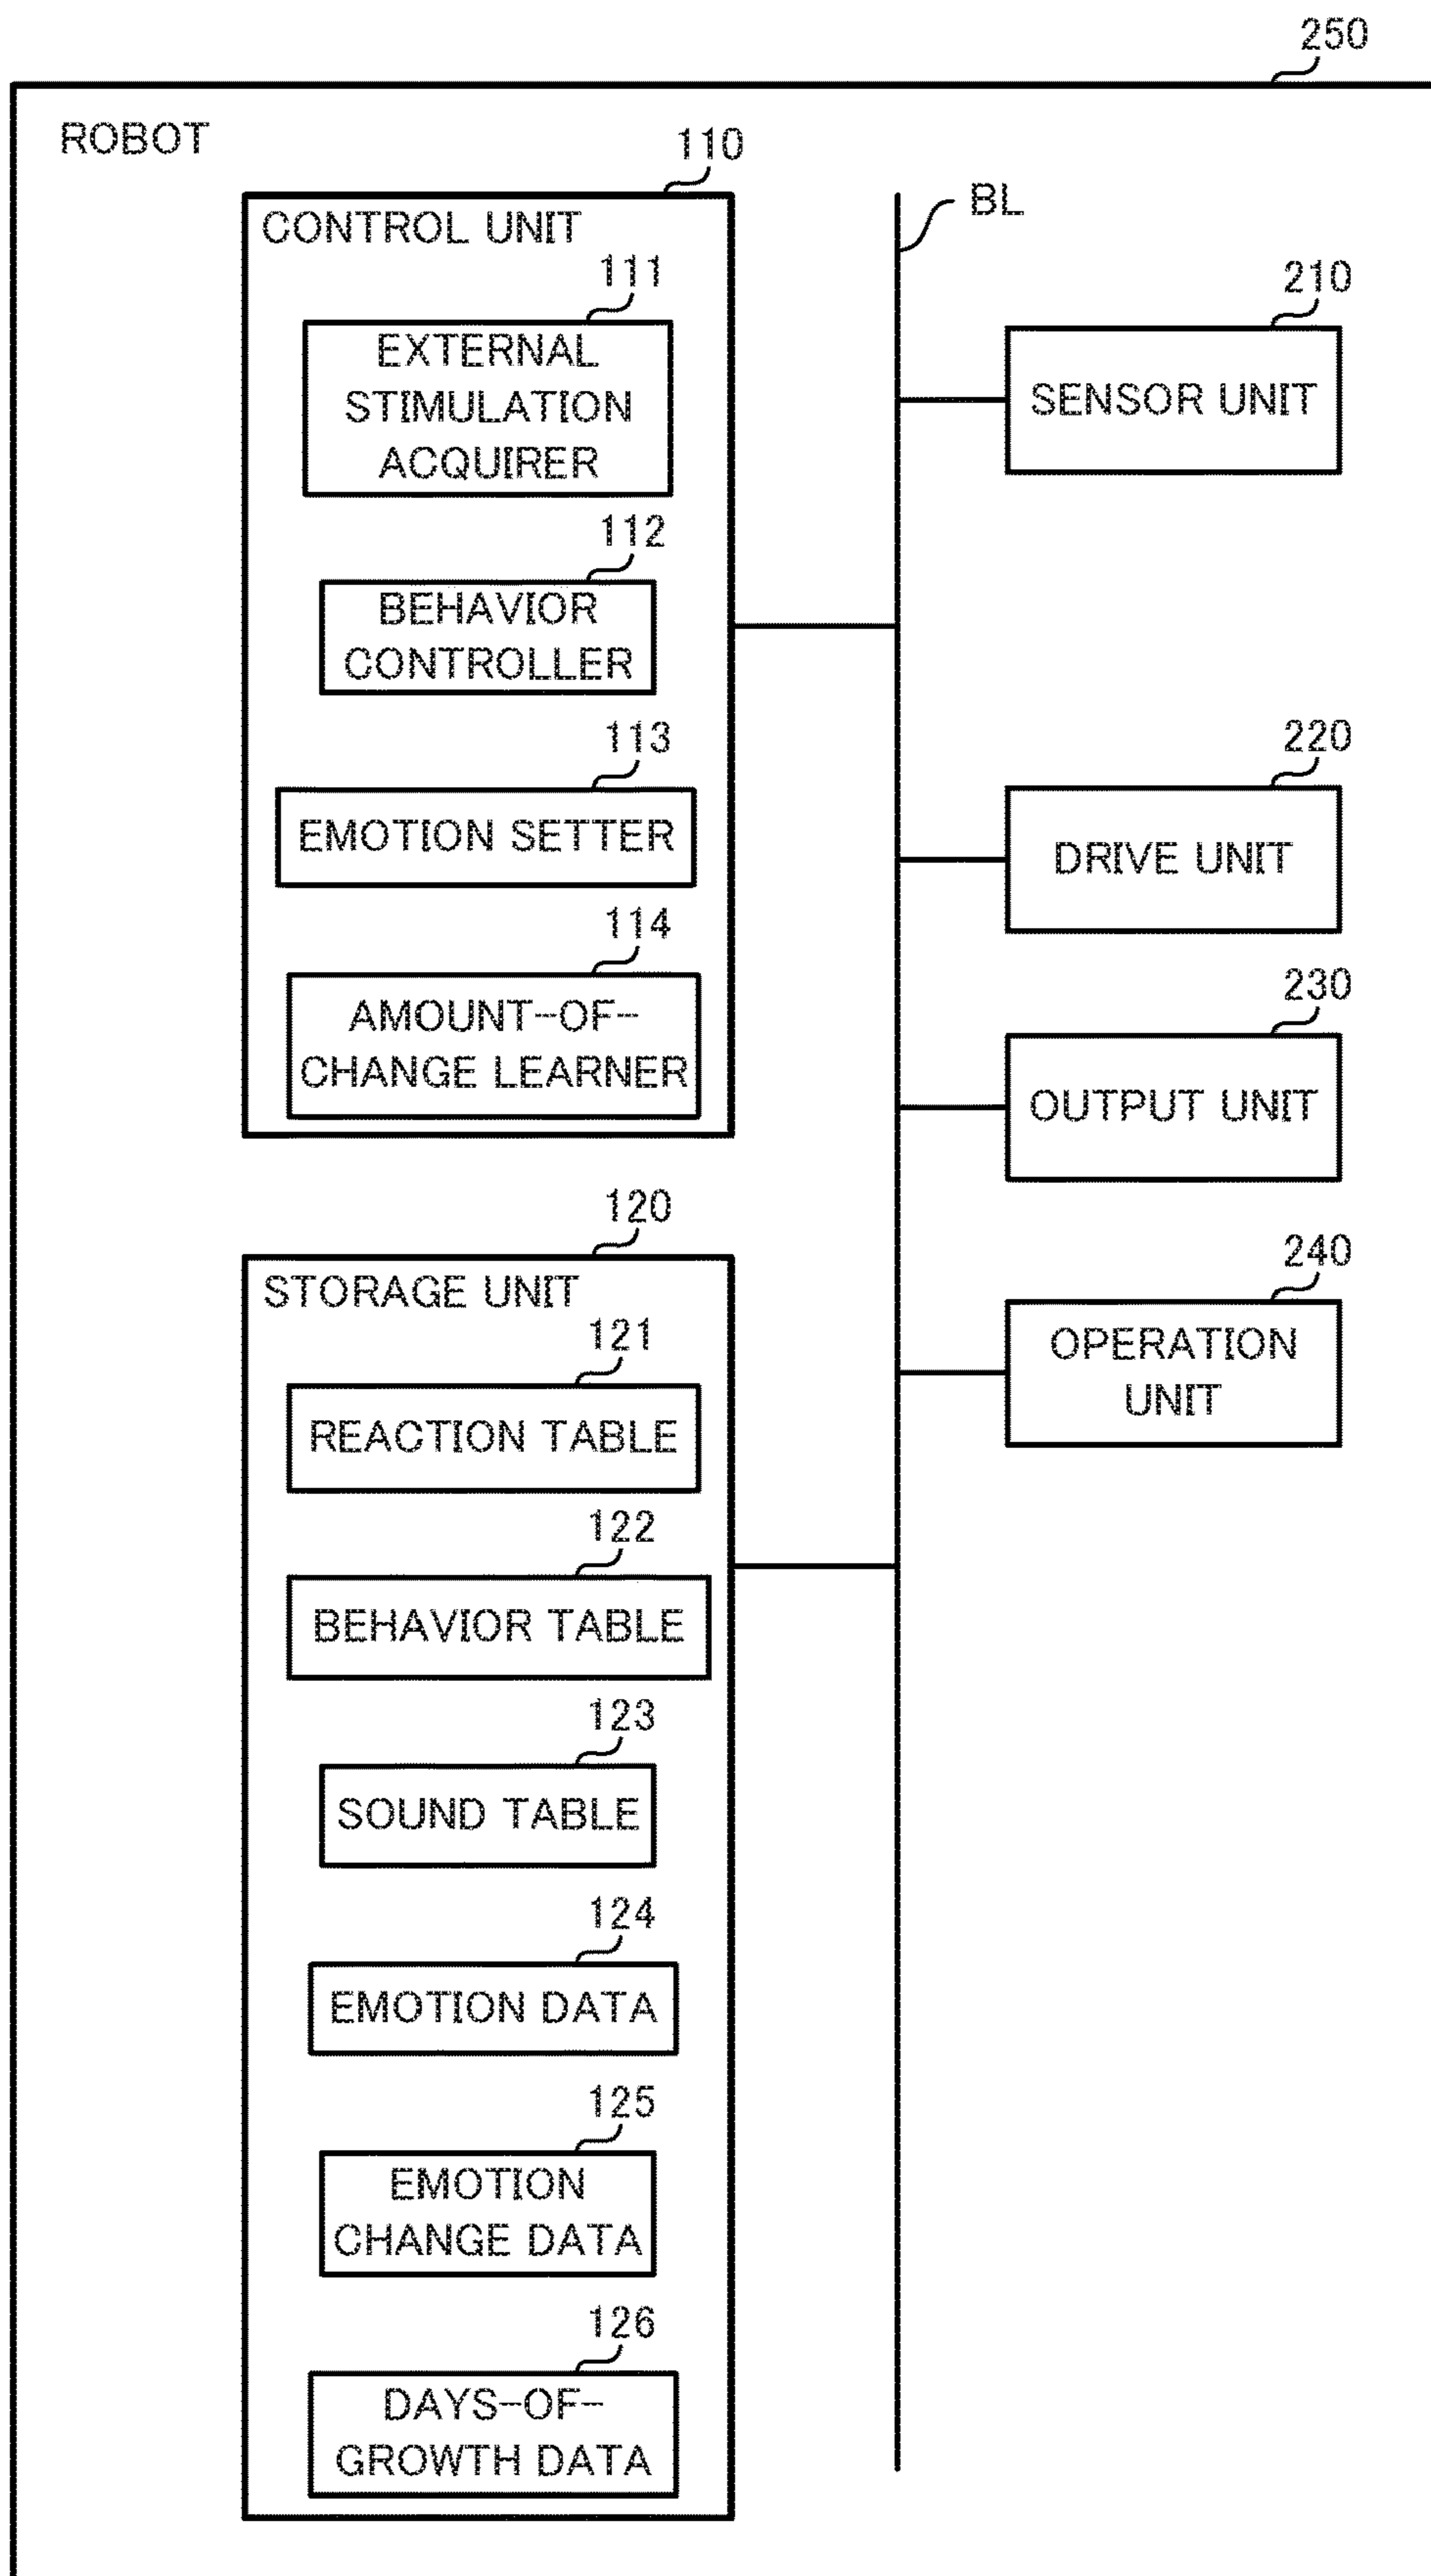 250
ROBOT
110
CONTROL UNIT
111
EXTERNAL
STIMULATION
ACQUIRER
112
BEHAVIOR
CONTROLLER
113
EMOTION SETTER
114
AMOUNT-OF-
CHANGE LEARNER
120
STORAGE UNIT
121
REACTION TABLE
122
BEHAVIOR TABLE
123
SOUND TABLE
124
EMOTION DATA
125
EMOTION
CHANGE DATA
126
DAYS-OF-
GROWTH DATA
BL
210
SENSOR UNIT
220
DRIVE UNIT
230
OUTPUT UNIT
240
OPERATION
UNIT